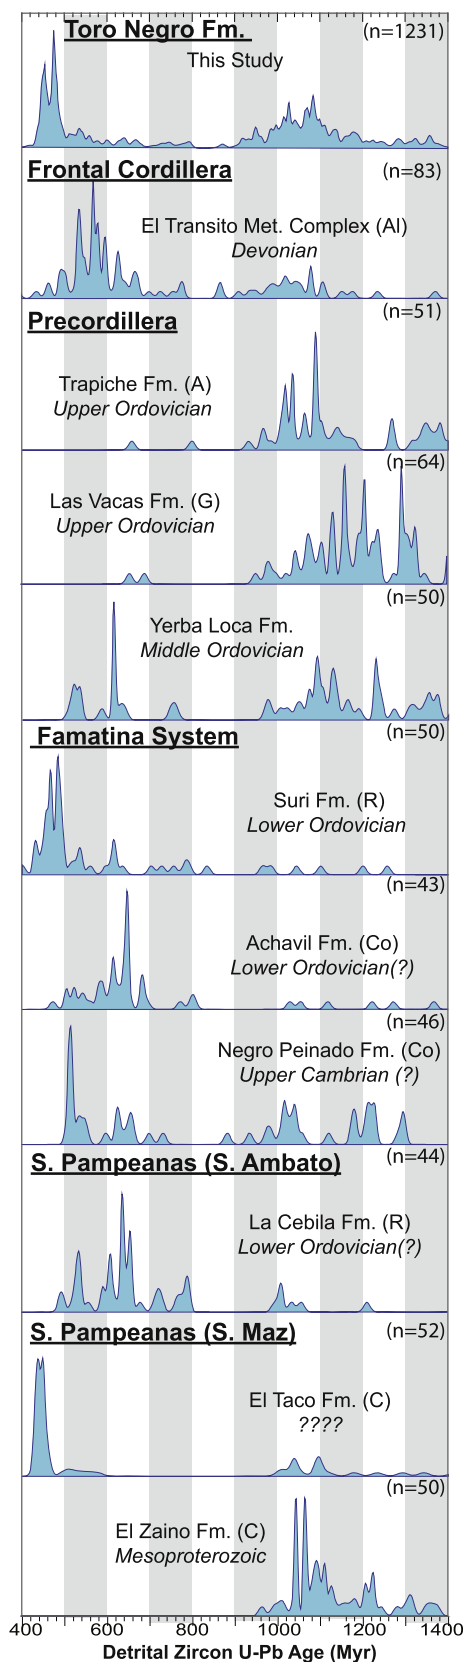 Toro Negro Fm.
(n=1231)
This Study
Frontal Cordillera
(n=83)
El Transito Met. Complex (Al)
Devonian
(n=51)
Precordillera
Trapiche Fm. (A)
Upper Ordovician
(n=64)
Las Vacas Fm. (G)
Upper Ordovician
(n=50)
Yerba Loca Fm.
Middle Ordovician
Famatina System
(n=50)
Suri Fm. (R)
Lower Ordovician
(n=43)
Achavil Fm. (Co)
Lower Ordovician(?)
(n=46)
Negro Peinado Fm. (Co)
Upper Cambrian (?)
S. Pampeanas (S. Ambato)
(n=44)
La Cebila Fm. (R)
Lower Ordovician(?)
S. Pampeanas (S. Maz)
(n=52)
El Taco Fm. (C)
????
(n=50)
El Zaino Fm. (C)
Mesoproterozoic
400 600 800 1000 1200 1400
Detrital Zircon U-Pb Age (Myr)